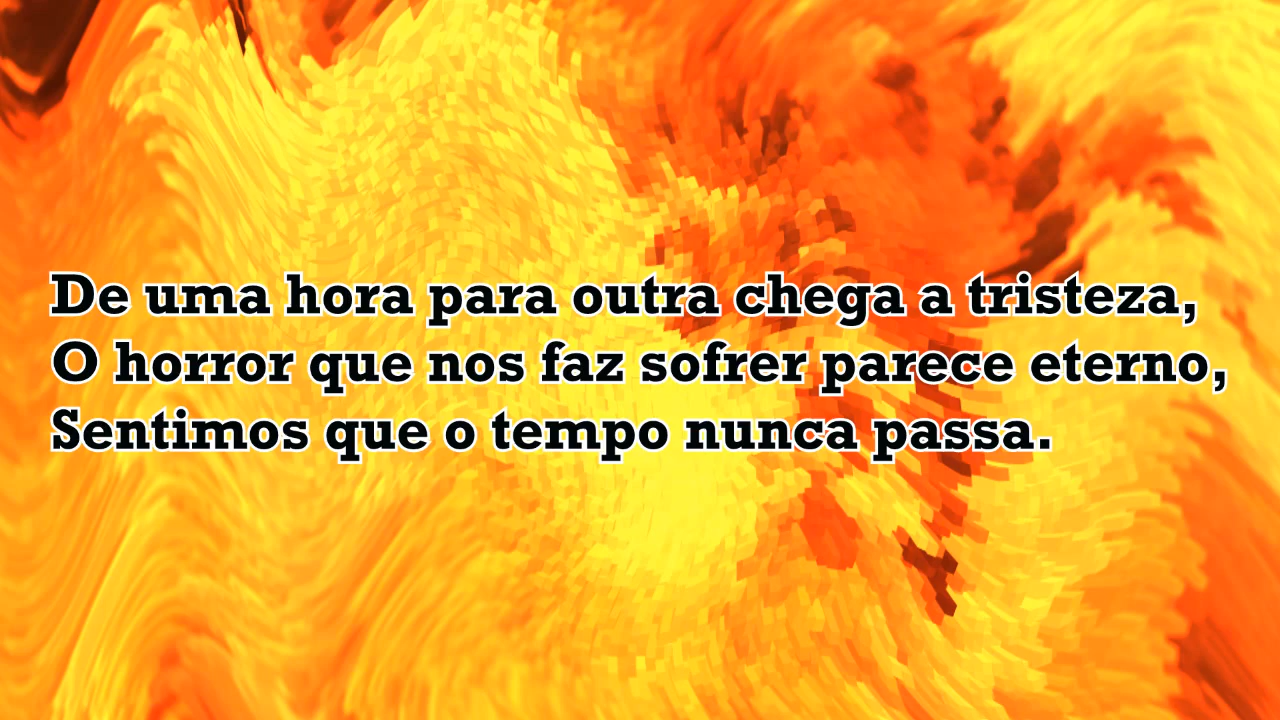 De uma hora para outra chega a tristeza,
O horror que nos faz sofrer parece eterno,
Sentimos que o tempo nunca passa.